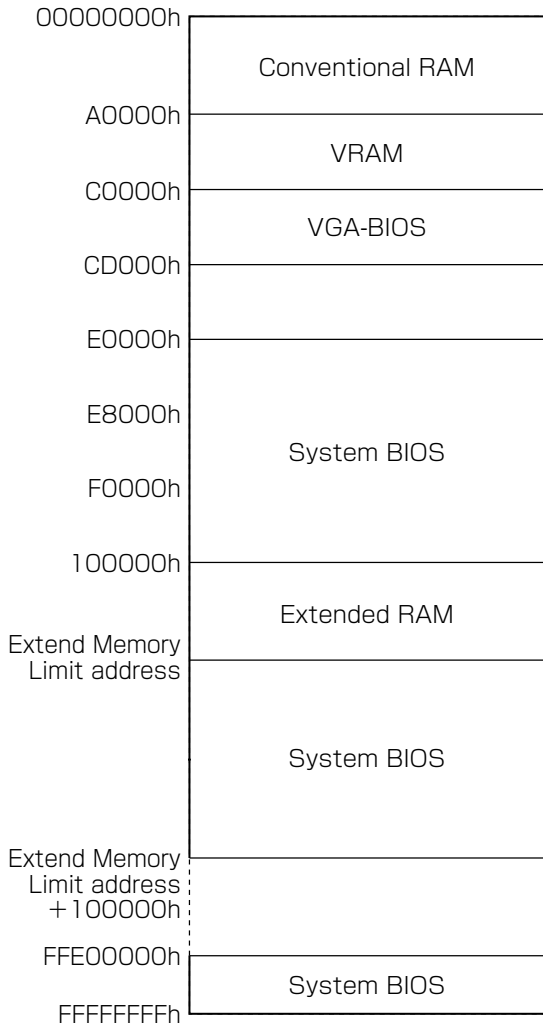 00000000h
Conventional RAM
A0000h
VRAM
C0000h
VGA-BIOS
CD000h
E0000h
E8000h
System BIOS
F0000h
100000h
Extended RAM
Extend Memory
Limit address
System BIOS
Extend Memory
Limit address
+100000h
FFE00000h
System BIOS
FFFFFFFFh